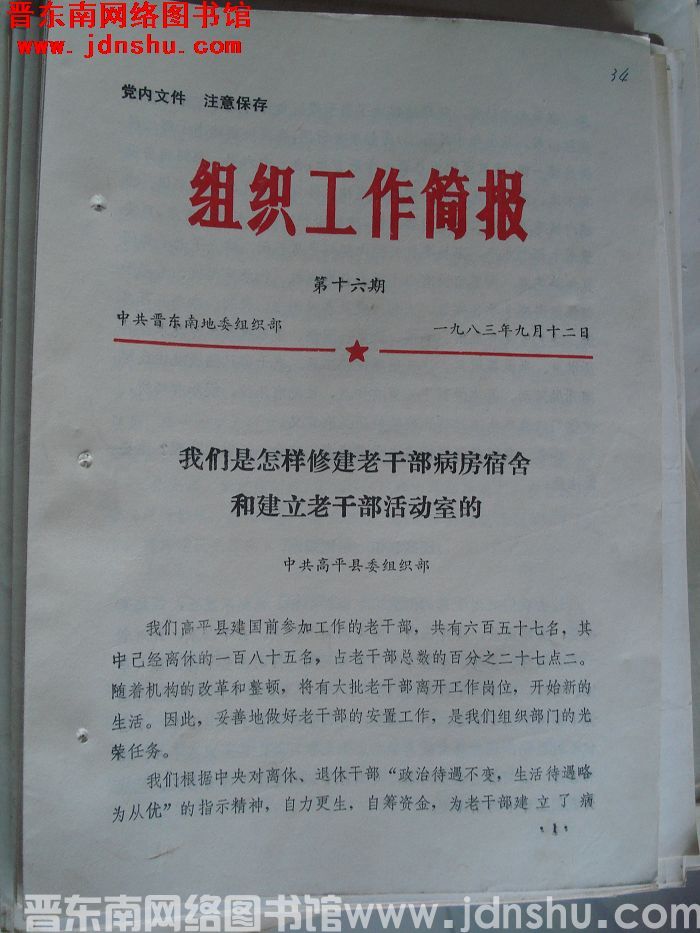 晋东南网络图书馆
www.jdnshu.com
34
党内文件 注意保存
组织工作简报
第十六期
中共晋东南地委组织部 一九八三年九月十二日
我们是怎样修建老干部病房宿舍
和建立老干部活动室的
中共高平县委组织部
我们高平县建国前参加工作的老干部，共有六百五十七名，其
中已经离休的一百八十五名，占老干部总数的百分之二十七点二。
随着机构的改革和整顿，将有大批老干部离开工作岗位，开始新的
生活。因此，妥善地做好老干部的安置工作，是我们组织部门的光
荣任务。
我们根据中央对离休、退休干部“政治待遇不变，生活待遇略
为从优”的指示精神，自力更生，自筹资金，为老干部建立了病
·1·
晋东南网络图书馆www.jdnshu.com